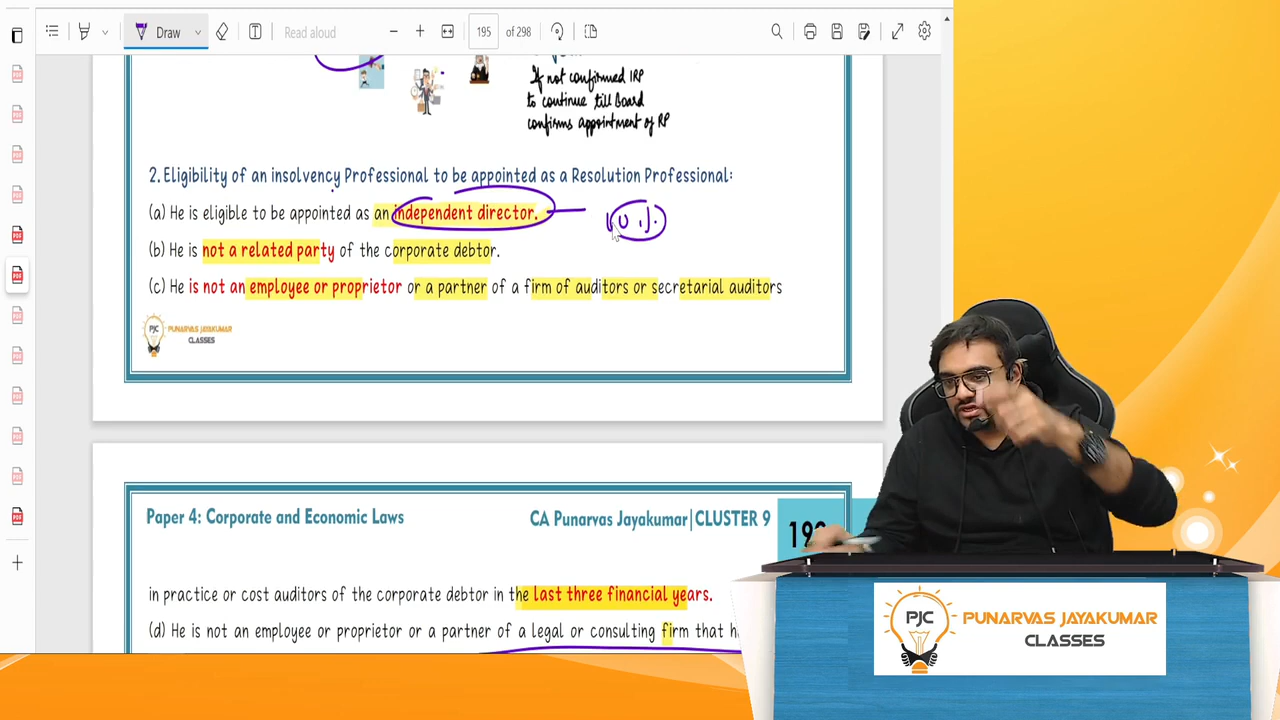 Draw
Read aloud
195 of 298
If not confirmed IRP
to continue till Board
confirms appointment of RP
2. Eligibility of an insolvency Professional to be appointed as a Resolution Professional:
(a) He is eligible to be appointed as an independent director.
(b) He is not a related party of the corporate debtor.
(c) He is not an employee or proprietor or a partner of a firm of auditors or secretarial auditors
PJC PUNARVAS JAYAKUMAR
CLASSES
Paper 4: Corporate and Economic Laws
CA Punarvas Jayakumar|CLUSTER 9
in practice or cost auditors of the corporate debtor in the last three financial years.
(d) He is not an employee or proprietor or a partner of a legal or consulting firm that h
PJC PUNARVAS JAYAKUMAR
CLASSES